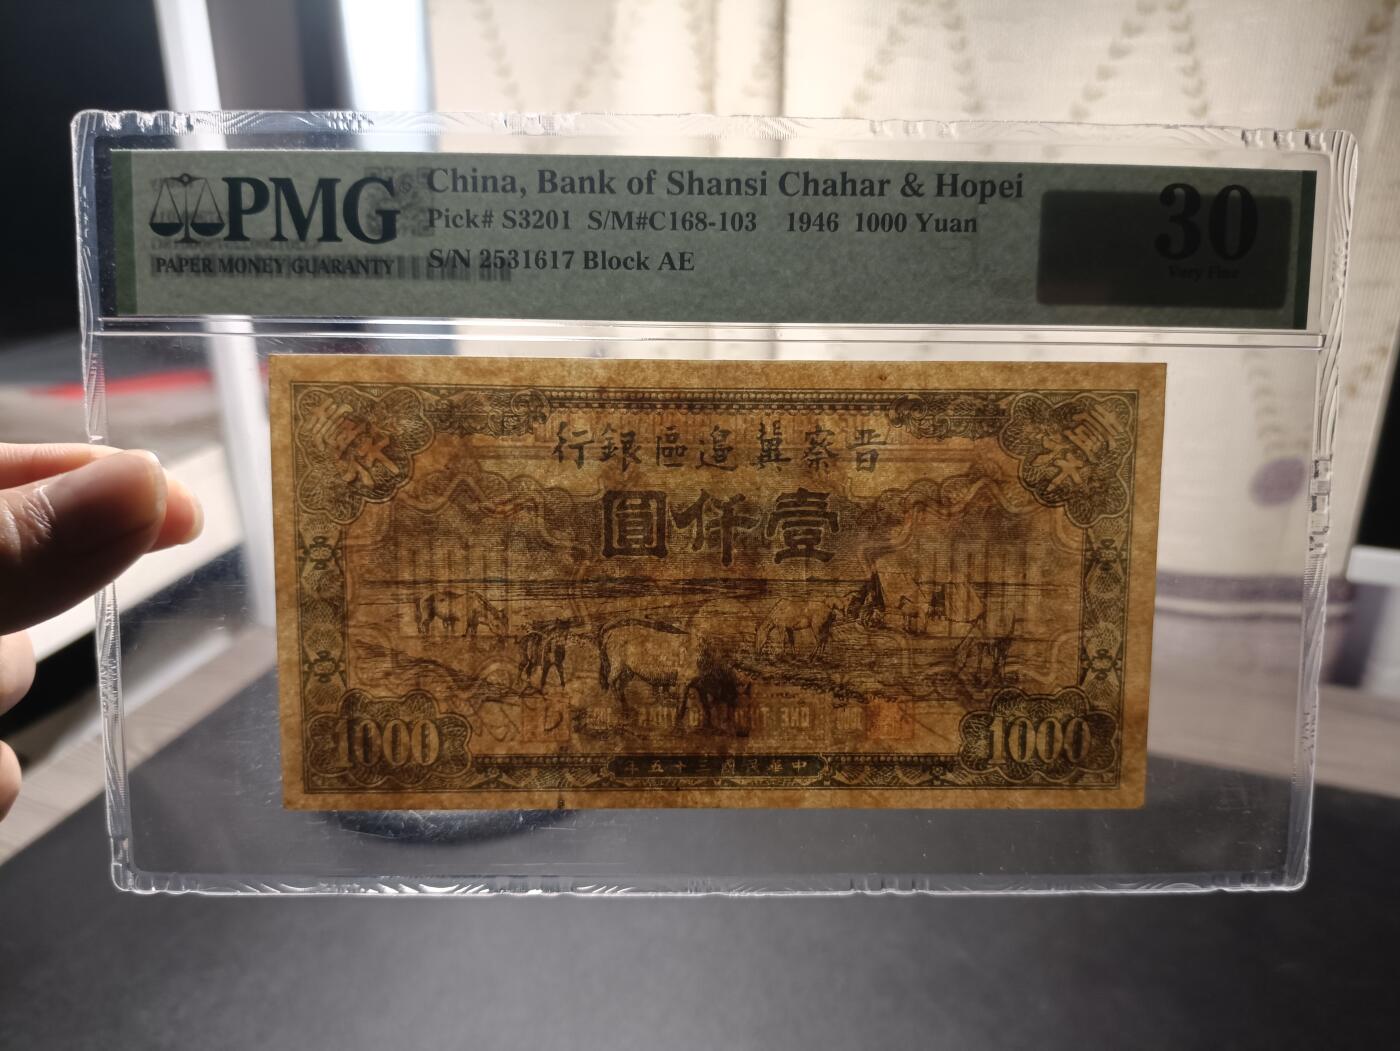 PMG
PAPER MONEY GUARANTY
China, Bank of Shansi Chahar & Hopei
Pick# S3201 S/M#C168-103 1946 1000 Yuan
S/N 2531617 Block AE
30
Very Fine
行銀區邉冀察晋
圓仟壹
1000
1000
年五十三國民華中